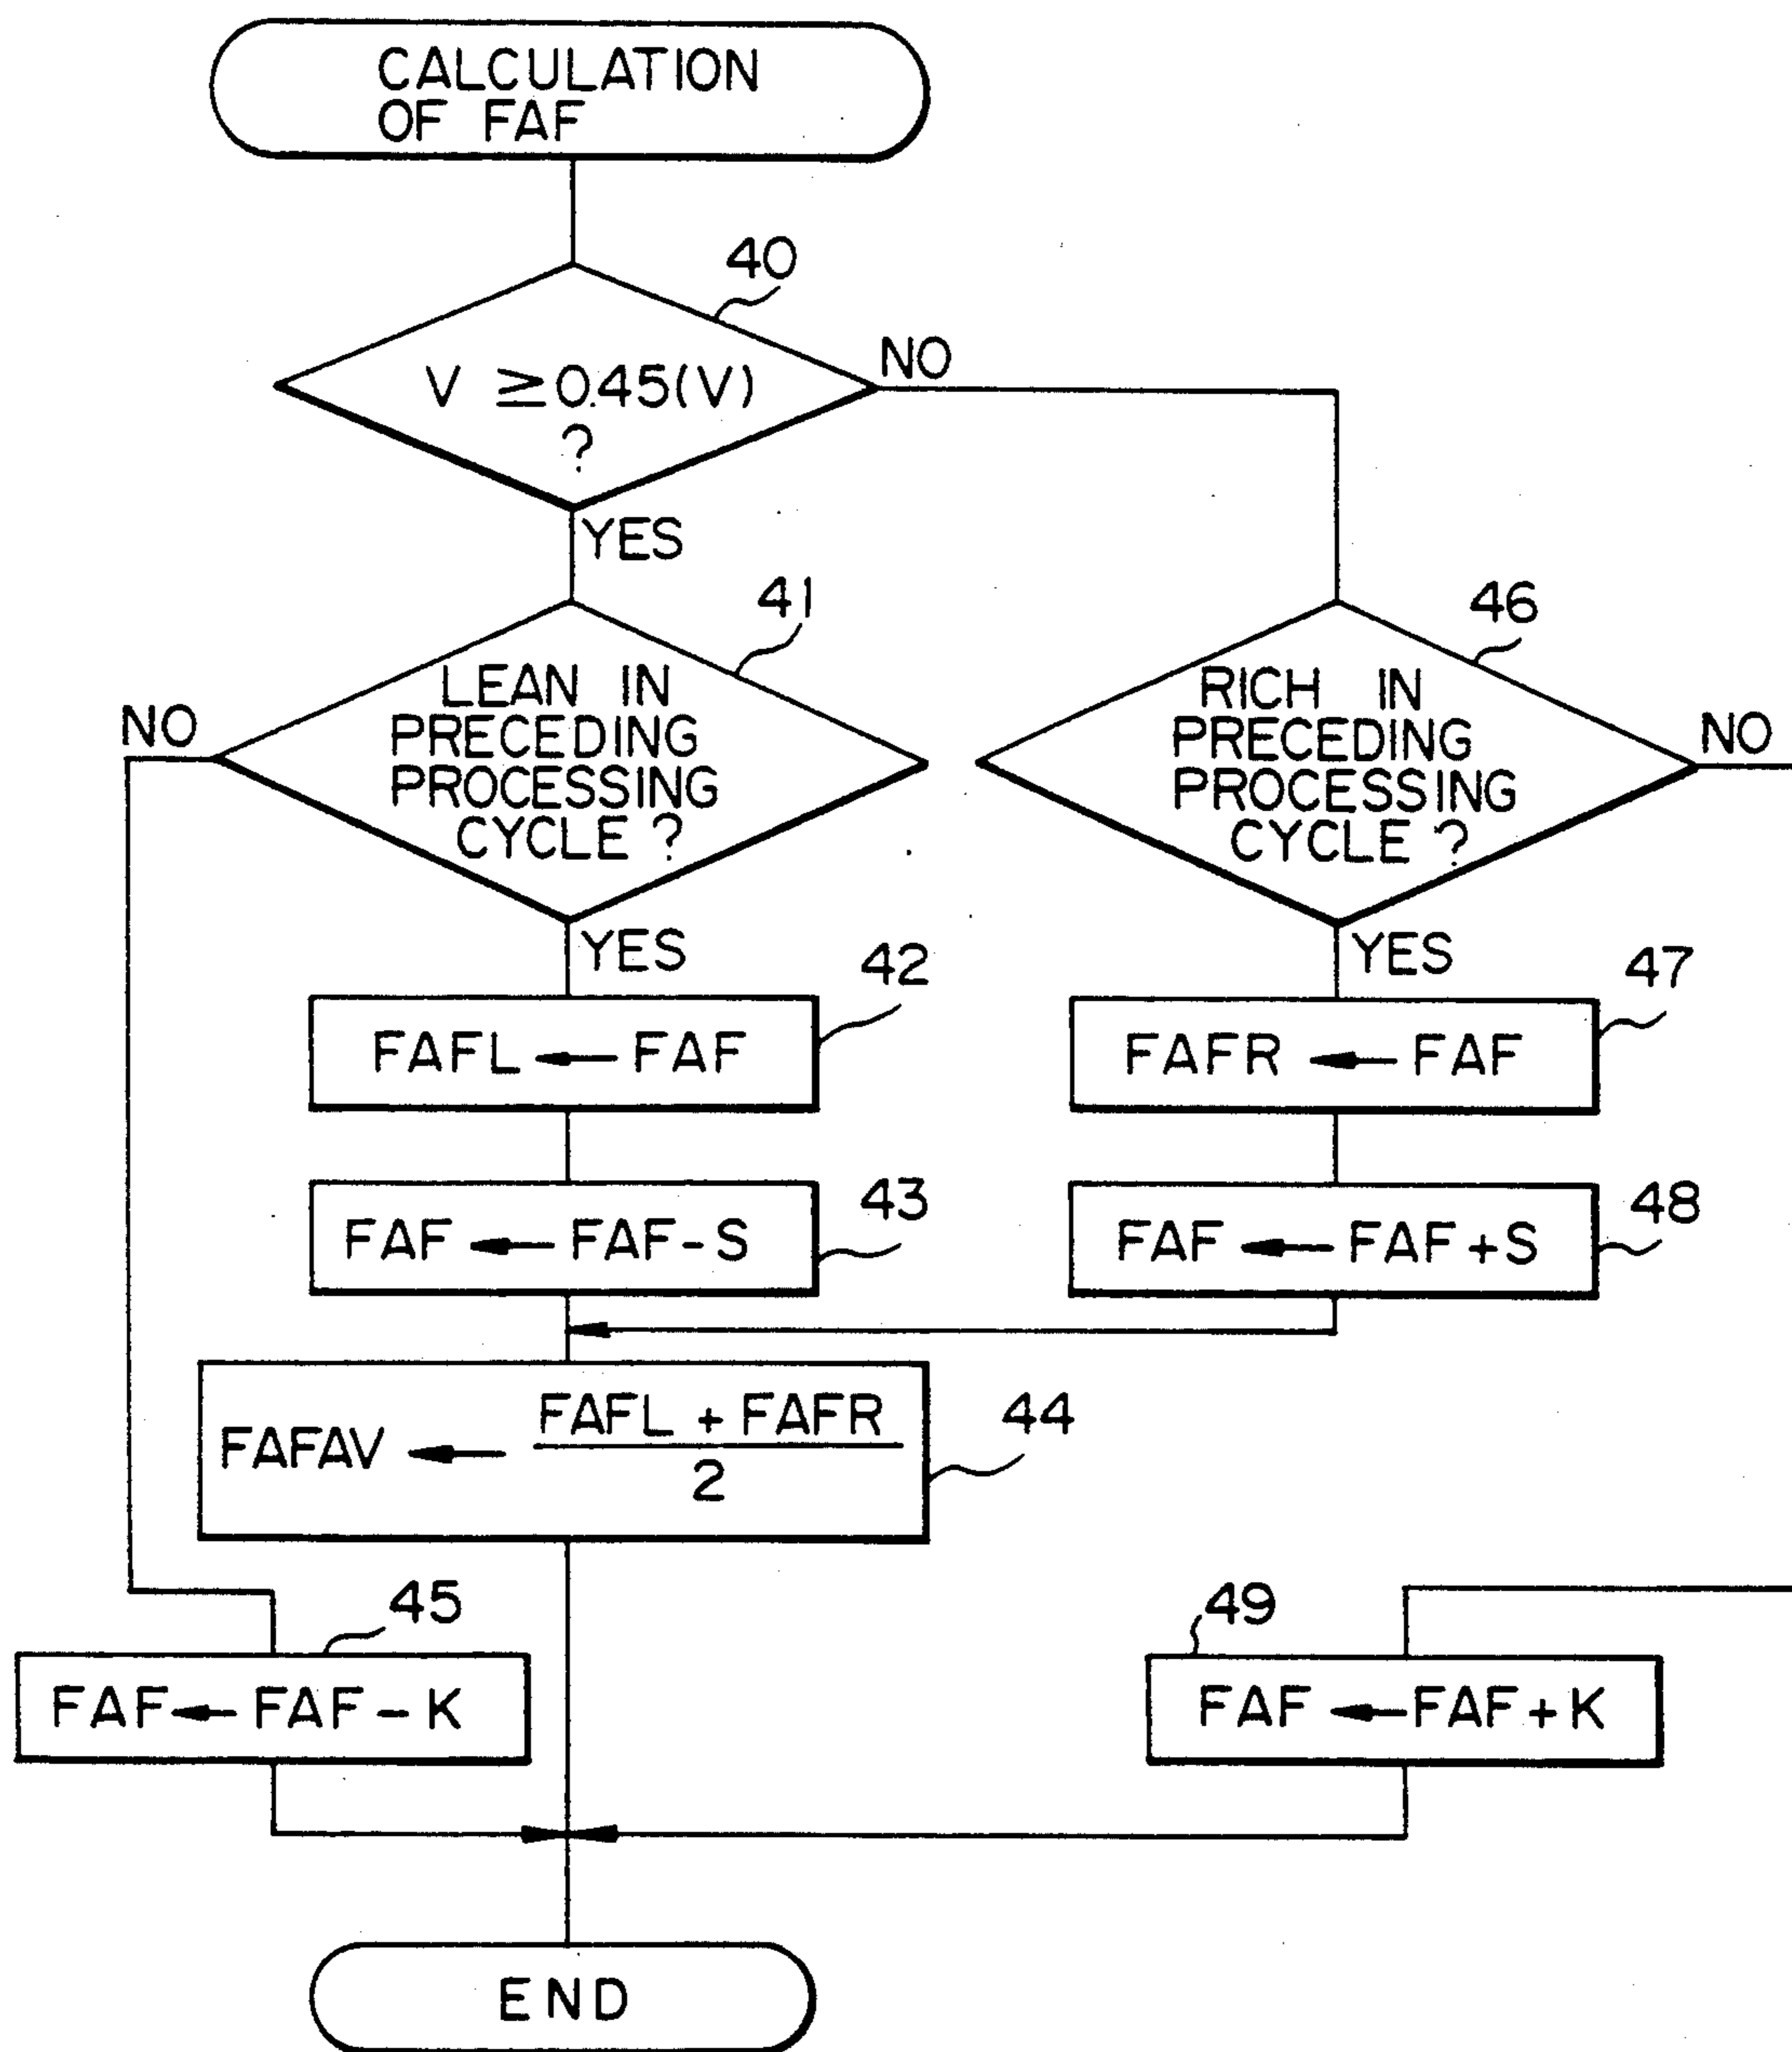 CALCULATION
OF FAF
40
V ≧0.45(V)
?
NO
YES
41
LEAN IN
PRECEDING
PROCESSING
CYCLE ?
NO
YES
46
RICH IN
PRECEDING
PROCESSING
CYCLE ?
NO
YES
42
FAFL ← FAF
47
FAFR ← FAF
43
FAF ← FAF-S
48
FAF ← FAF+S
44
FAFL + FAFR
FAFAV ←
2
45
FAF ← FAF-K
49
FAF ← FAF+K
END